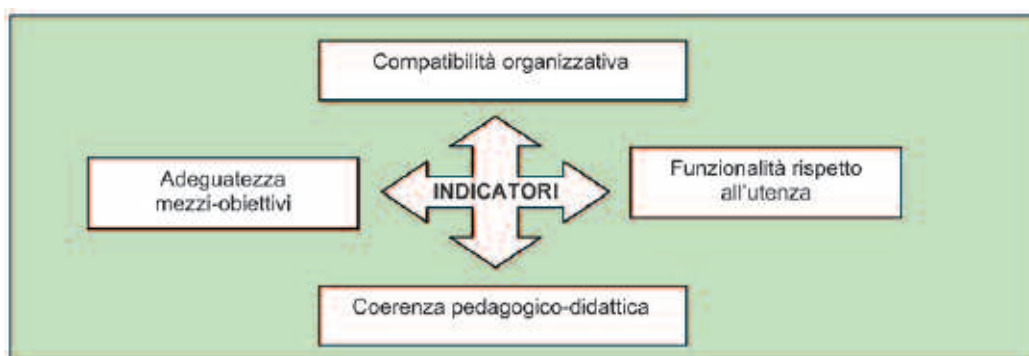 Compatibilità organizzativa
Adeguatezza
mezzi-obiettivi
INDICATORI
Funzionalità rispetto
all'utenza
Coerenza pedagogico-didattica